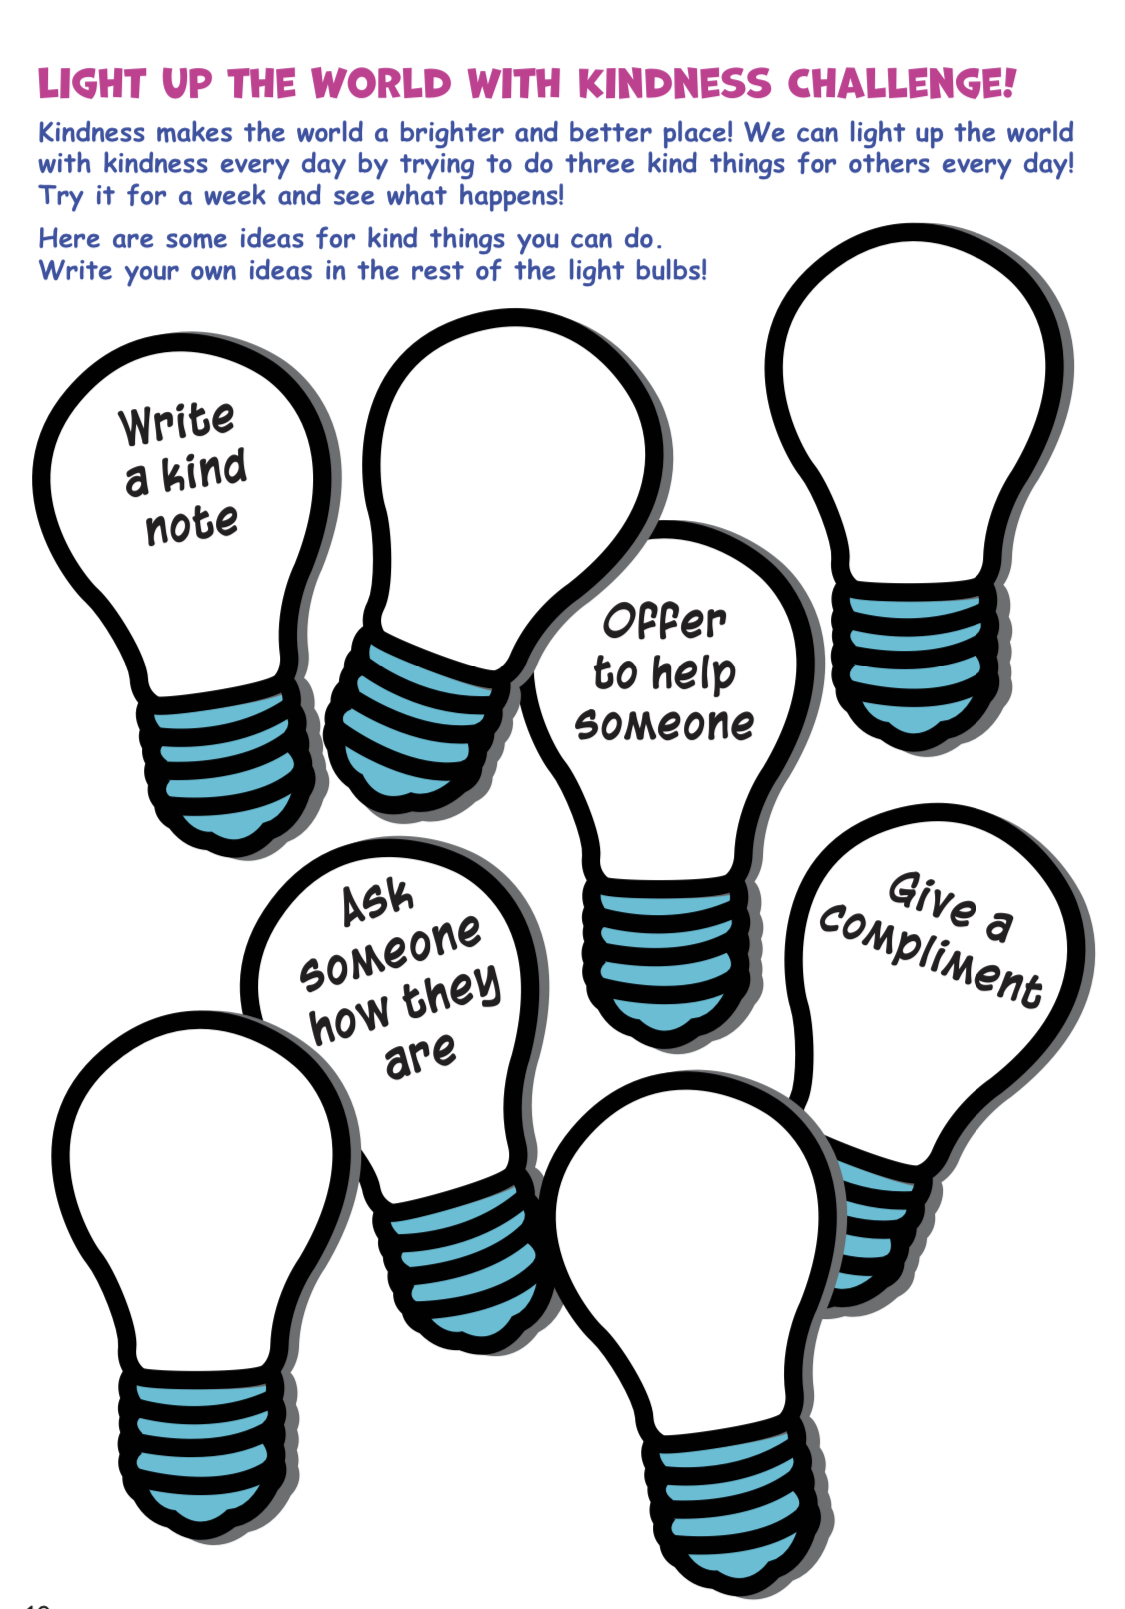 LIGHT UP THE WORLD WITH KINDNESS CHALLENGE!
Kindness makes the world a brighter and better place! We can light up the world
with kindness every day by trying to do three kind things for others every day!
Try it for a week and see what happens!
Here are some ideas for kind things you can do.
Write your own ideas in the rest of the light bulbs!
Write
a kind
note
Offer
to help
someone
Ask
someone
how they
are
Give a
compliment